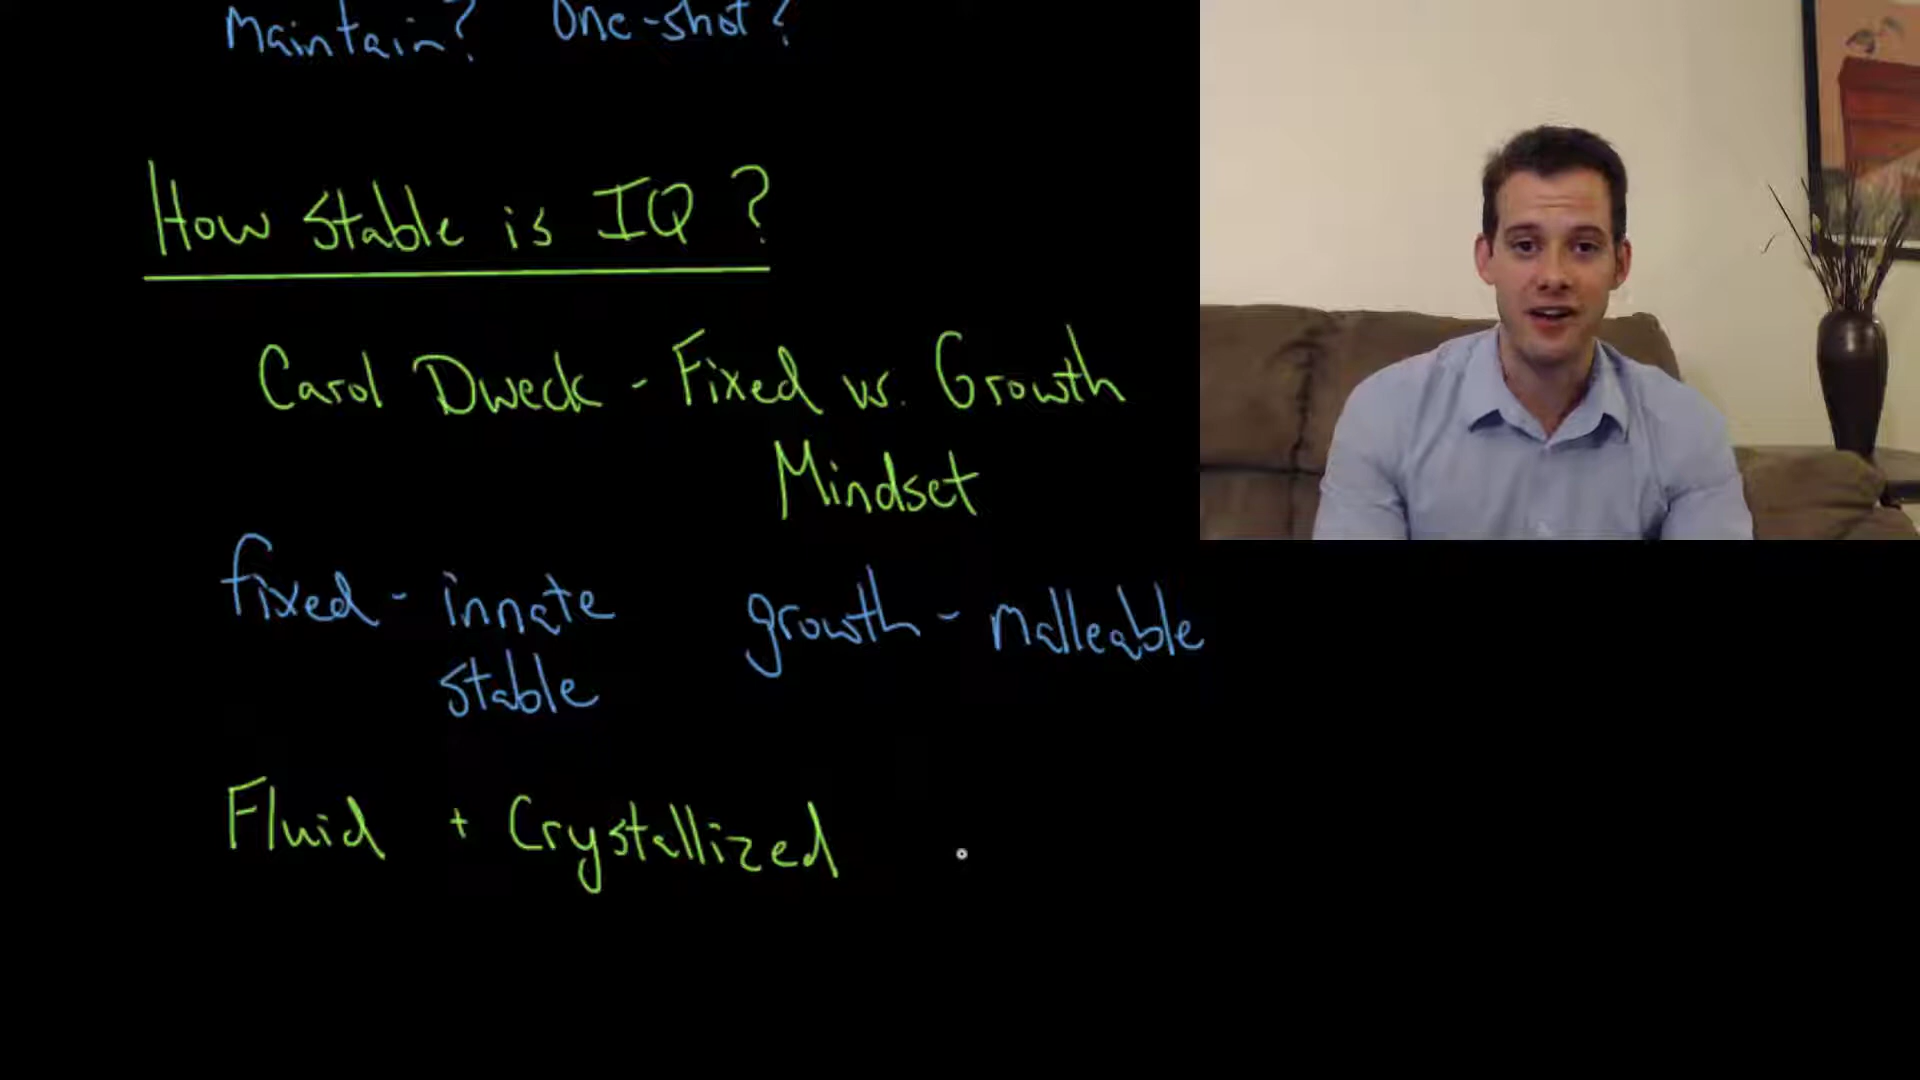 Maintain? One-shot?
How stable is IQ?
Carol Dweck - Fixed vs. Growth
Mindset
fixed - innate growth - malleable
stable
Fluid + Crystallized